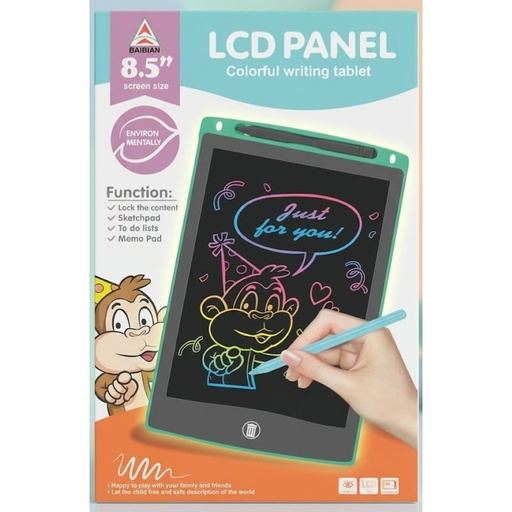 BAIBIAN
8.5"
screen size
LCD PANEL
Colorful writing tablet
ENVIRON
MENTALLY
Function:
Lock the content
Sketchpad
To do lists
Memo Pad
Just
for you!
• Happy to play with your family and friends
• Let the child free and safe description of the world
LCD